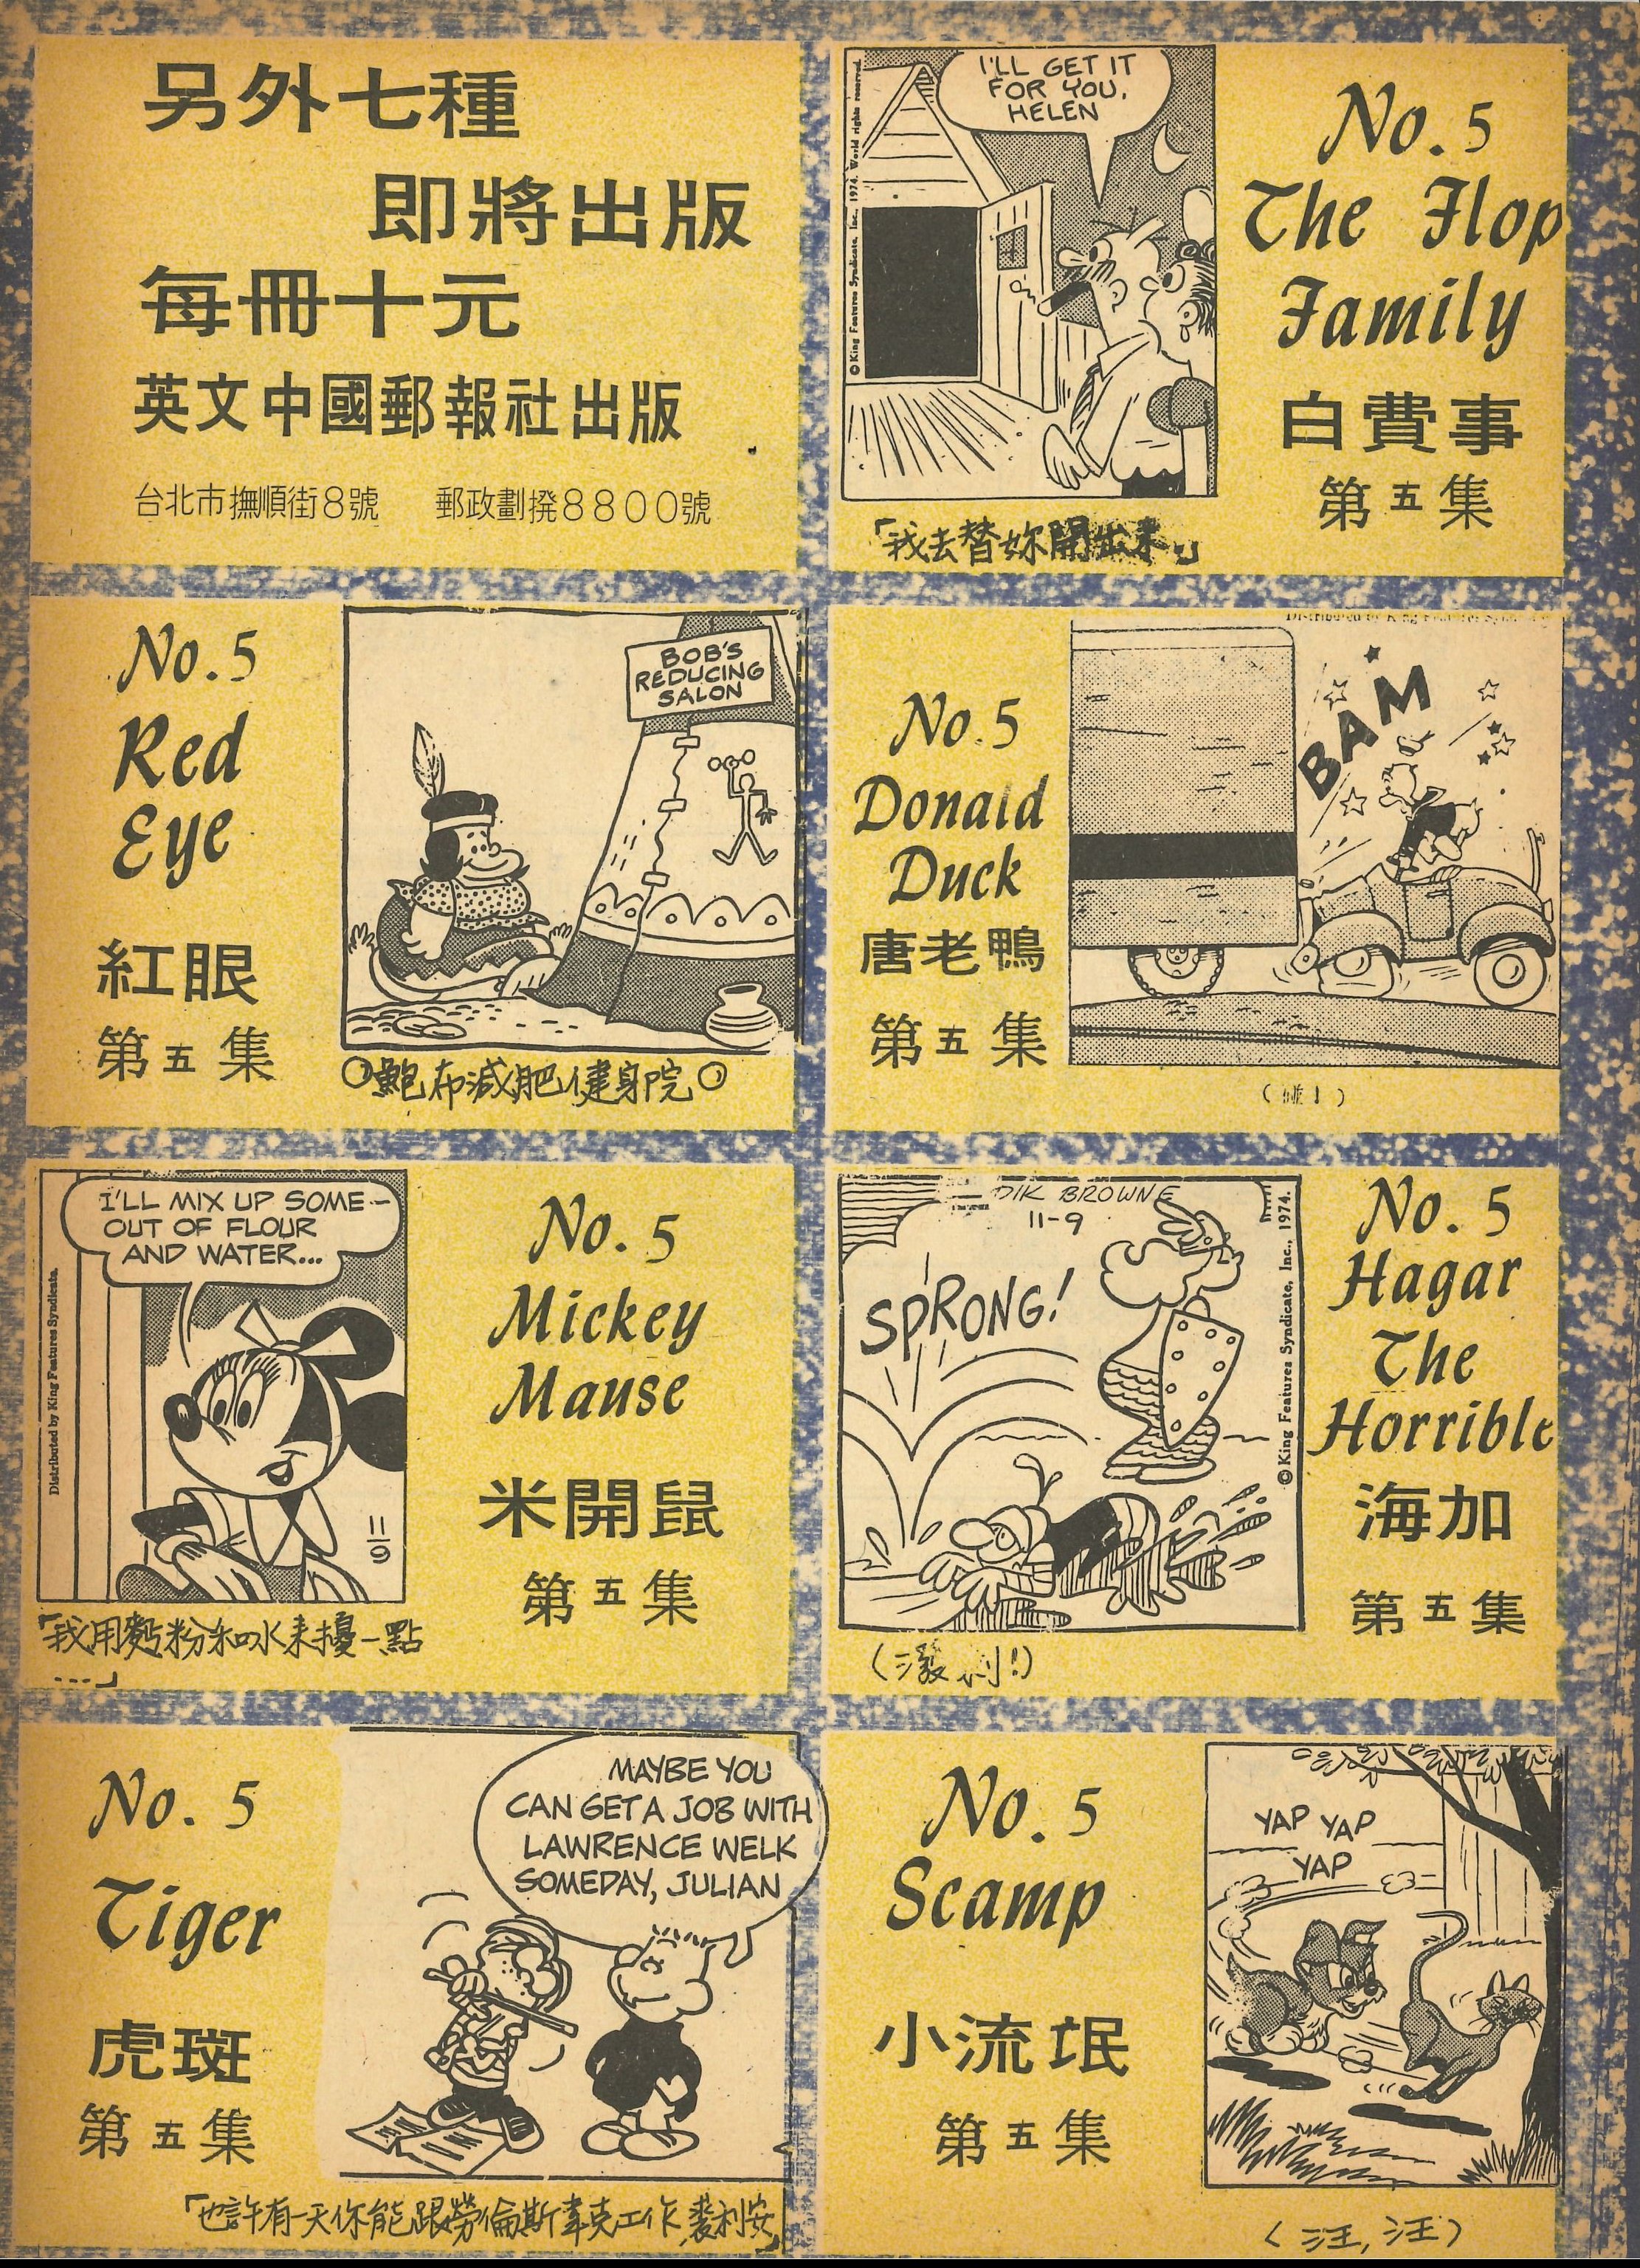 另外七種
即將出版
每冊十元
英文中國郵報社出版
台北市撫順街8號 郵政劃撥8800號
I'LL GET IT
FOR YOU,
HELEN
©King Features Syndicate, Inc., 1974. World rights reserved.
「我去替妳開出來」
No. 5
The Flop
Family
白費事
第五集
No. 5
Red
Eye
紅眼
第五集
BOB'S
REDUCING
SALON
鮑布減肥健身院
No. 5
Donald
Duck
唐老鴨
第五集
BAM
(碰!)
I'LL MIX UP SOME—
OUT OF FLOUR
AND WATER...
Distributed by King Features Syndicate.
11-9
「我用麵粉和水來擾一點
...」
No. 5
Mickey
Mause
米開鼠
第五集
DIK BROWNE
11-9
SPRONG!
©King Features Syndicate, Inc., 1974.
(潑剌!)
No. 5
Hagar
The
Horrible
海加
第五集
No. 5
Tiger
虎斑
第五集
MAYBE YOU
CAN GET A JOB WITH
LAWRENCE WELK
SOMEDAY, JULIAN
「也許有一天你能跟勞倫斯韋克工作,裘利安」
No. 5
Scamp
小流氓
第五集
YAP YAP
YAP
(汪,汪)